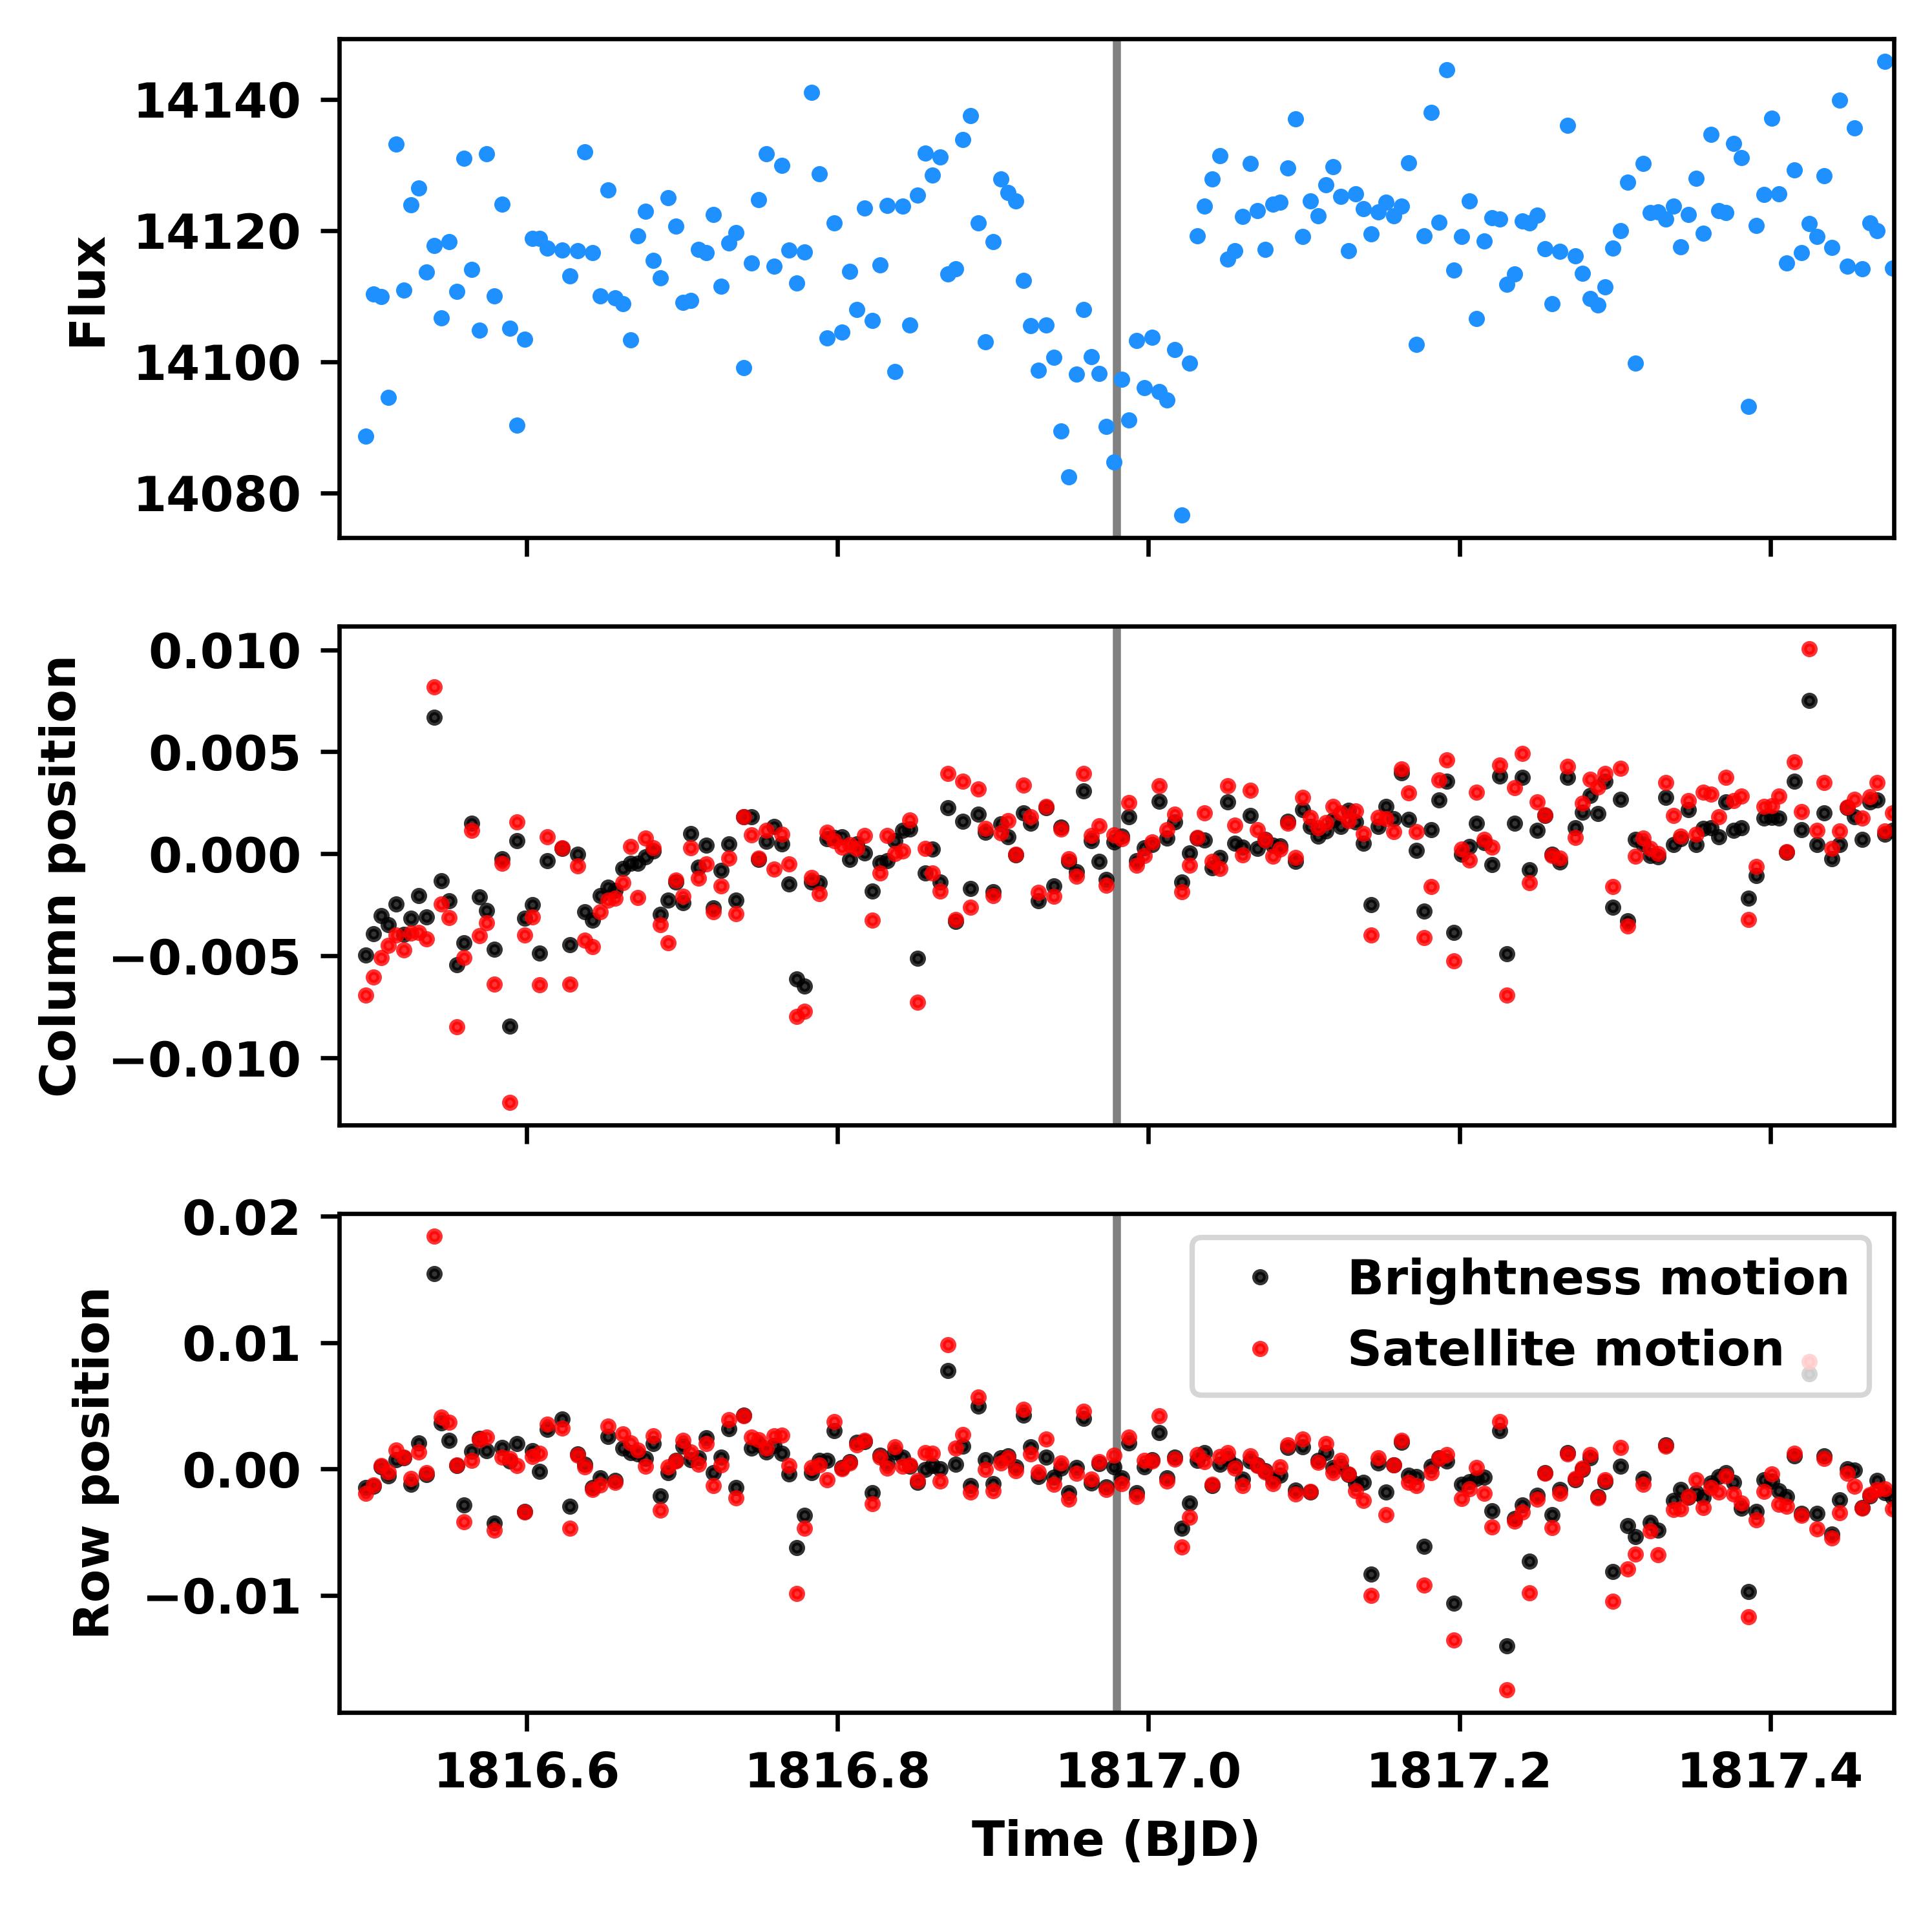 Flux
14140
14120
14100
14080
Column position
0.010
0.005
0.000
−0.005
−0.010
Row position
0.02
0.01
0.00
−0.01
Brightness motion
Satellite motion
1816.6 1816.8 1817.0 1817.2 1817.4
Time (BJD)